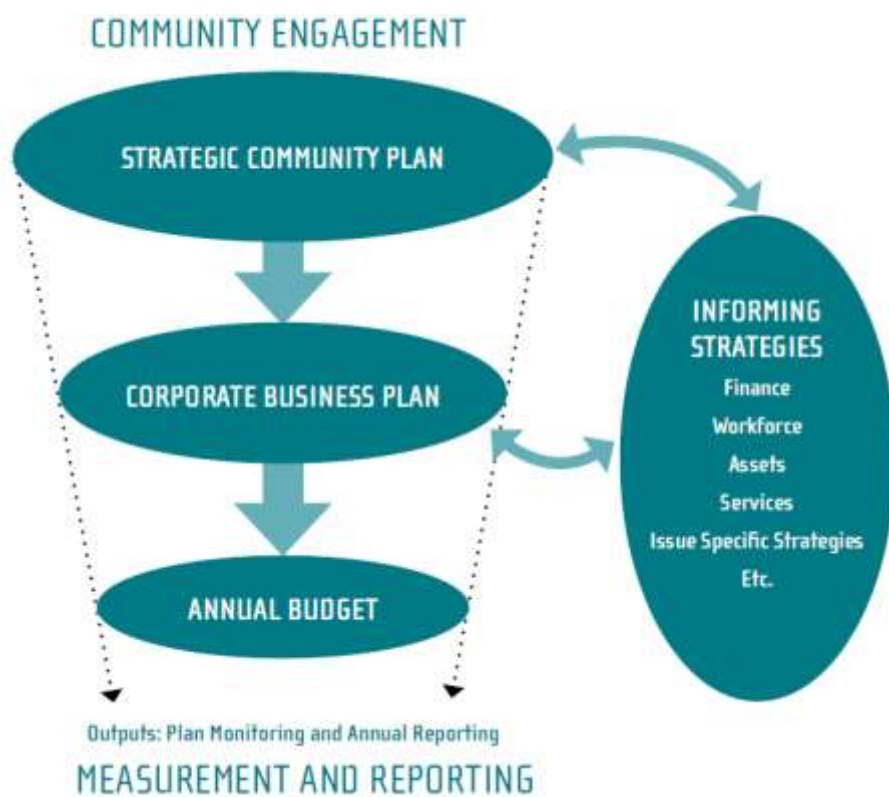 COMMUNITY ENGAGEMENT
STRATEGIC COMMUNITY PLAN
CORPORATE BUSINESS PLAN
ANNUAL BUDGET
INFORMING
STRATEGIES
Finance
Workforce
Assets
Services
Issue Specific Strategies
Etc.
Outputs: Plan Monitoring and Annual Reporting
MEASUREMENT AND REPORTING